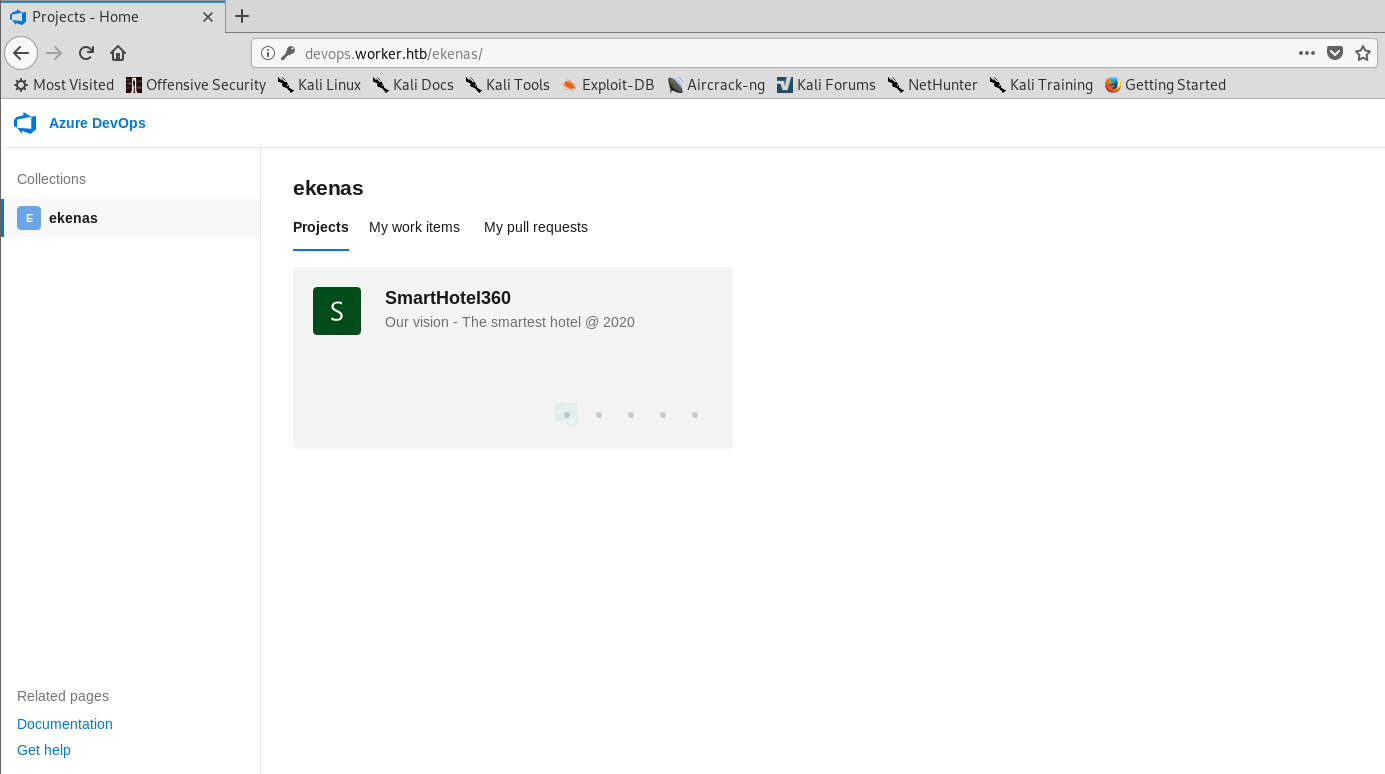 Projects - Home
devops.worker.htb/ekenas/
Most Visited Offensive Security Kali Linux Kali Docs Kali Tools Exploit-DB Aircrack-ng Kali Forums NetHunter Kali Training Getting Started
Azure DevOps
Collections
E ekenas
ekenas
Projects My work items My pull requests
S SmartHotel360
Our vision - The smartest hotel @ 2020
Related pages
Documentation
Get help